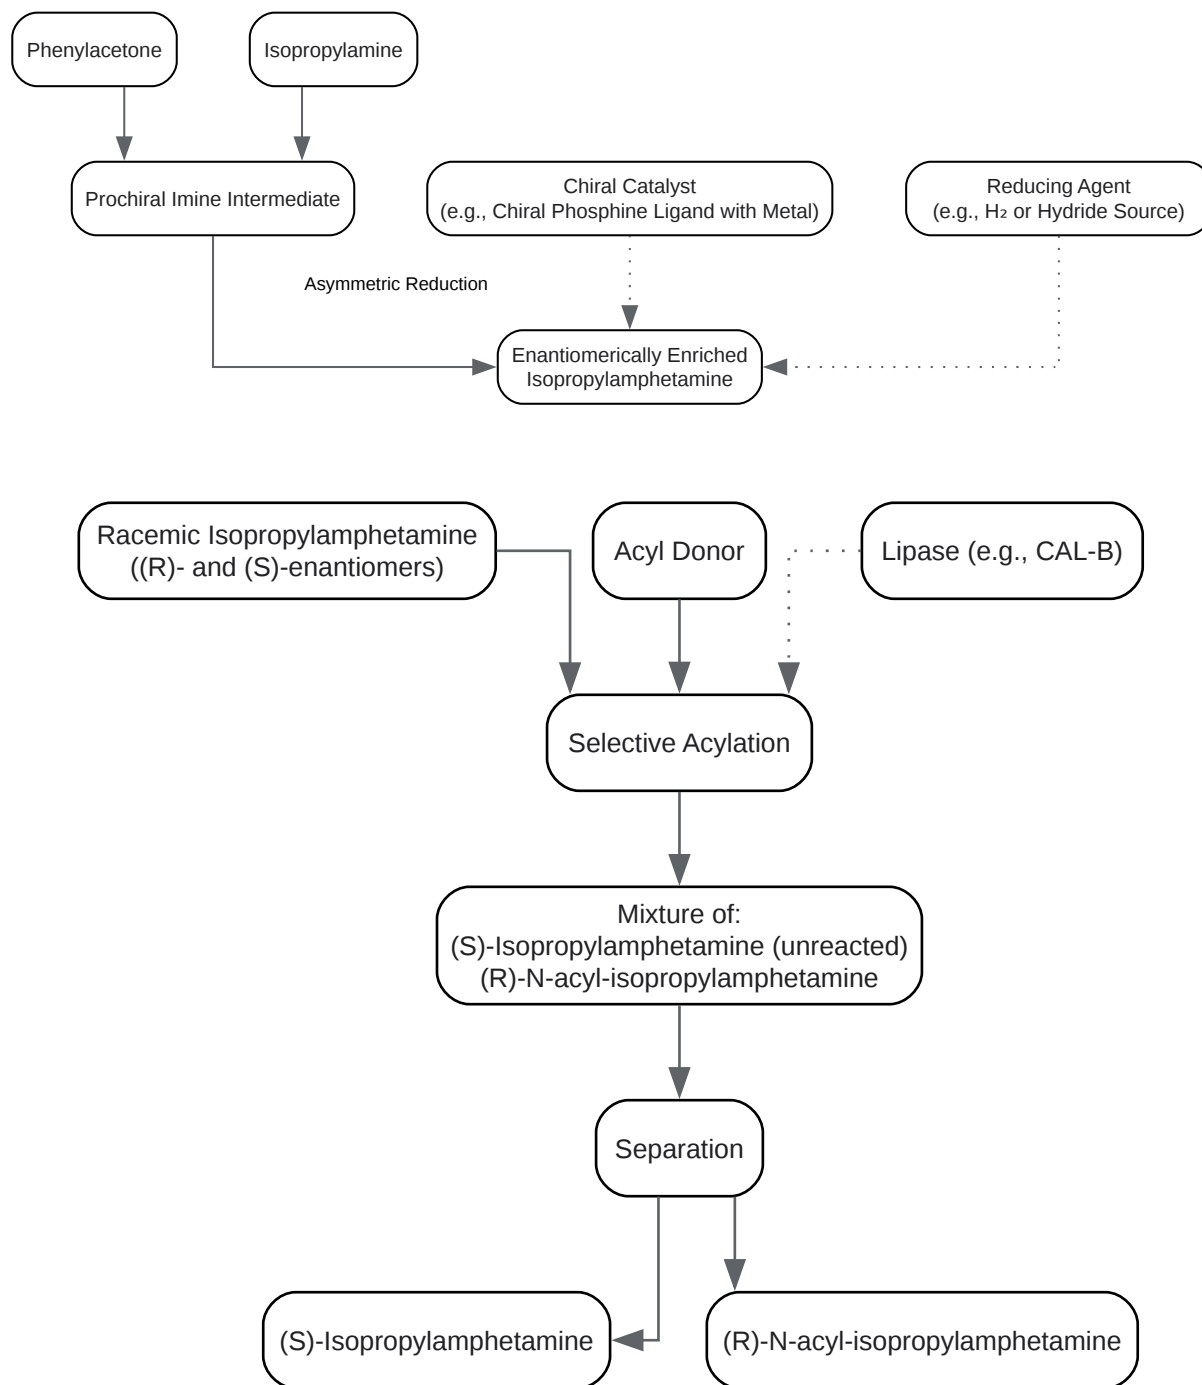 Phenylacetone
Isopropylamine
Prochiral Imine Intermediate
Chiral Catalyst
(e.g., Chiral Phosphine Ligand with Metal)
Reducing Agent
(e.g., H₂ or Hydride Source)
Asymmetric Reduction
Enantiomerically Enriched
Isopropylamphetamine
Racemic Isopropylamphetamine
((R)- and (S)-enantiomers)
Acyl Donor
Lipase (e.g., CAL-B)
Selective Acylation
Mixture of:
(S)-Isopropylamphetamine (unreacted)
(R)-N-acyl-isopropylamphetamine
Separation
(S)-Isopropylamphetamine
(R)-N-acyl-isopropylamphetamine